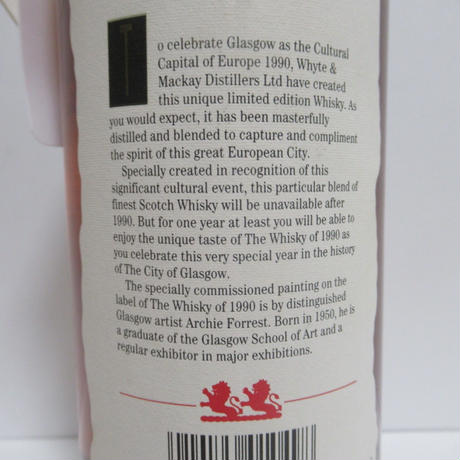 To celebrate Glasgow as the Cultural
Capital of Europe 1990, Whyte &
Mackay Distillers Ltd have created
this unique limited edition Whisky. As
you would expect, it has been masterfully
distilled and blended to capture and compliment
the spirit of this great European City.
Specially created in recognition of this
significant cultural event, this particular blend of
finest Scotch Whisky will be unavailable after
1990. But for one year at least you will be able to
enjoy the unique taste of The Whisky of 1990 as
you celebrate this very special year in the history
of The City of Glasgow.
The specially commissioned painting on the
label of The Whisky of 1990 is by distinguished
Glasgow artist Archie Forrest. Born in 1950, he is
a graduate of the Glasgow School of Art and a
regular exhibitor in major exhibitions.